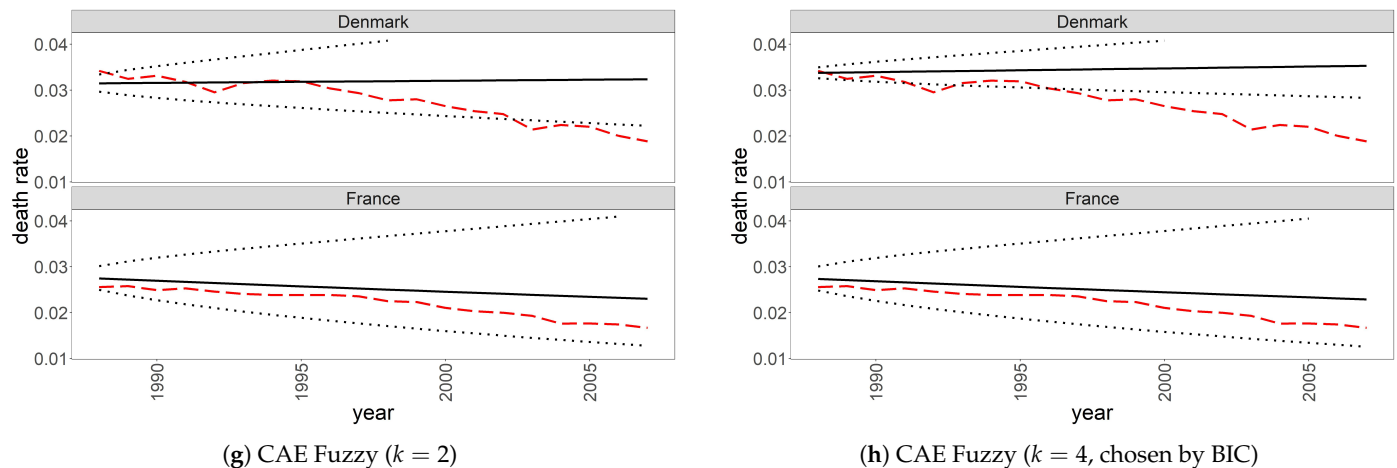 Denmark
0.04
0.03
0.02
0.01
France
0.04
0.03
0.02
0.01
death rate
1990
1995
2000
2005
year
(g) CAE Fuzzy (k = 2)
Denmark
0.04
0.03
0.02
0.01
France
0.04
0.03
0.02
0.01
death rate
1990
1995
2000
2005
year
(h) CAE Fuzzy (k = 4, chosen by BIC)